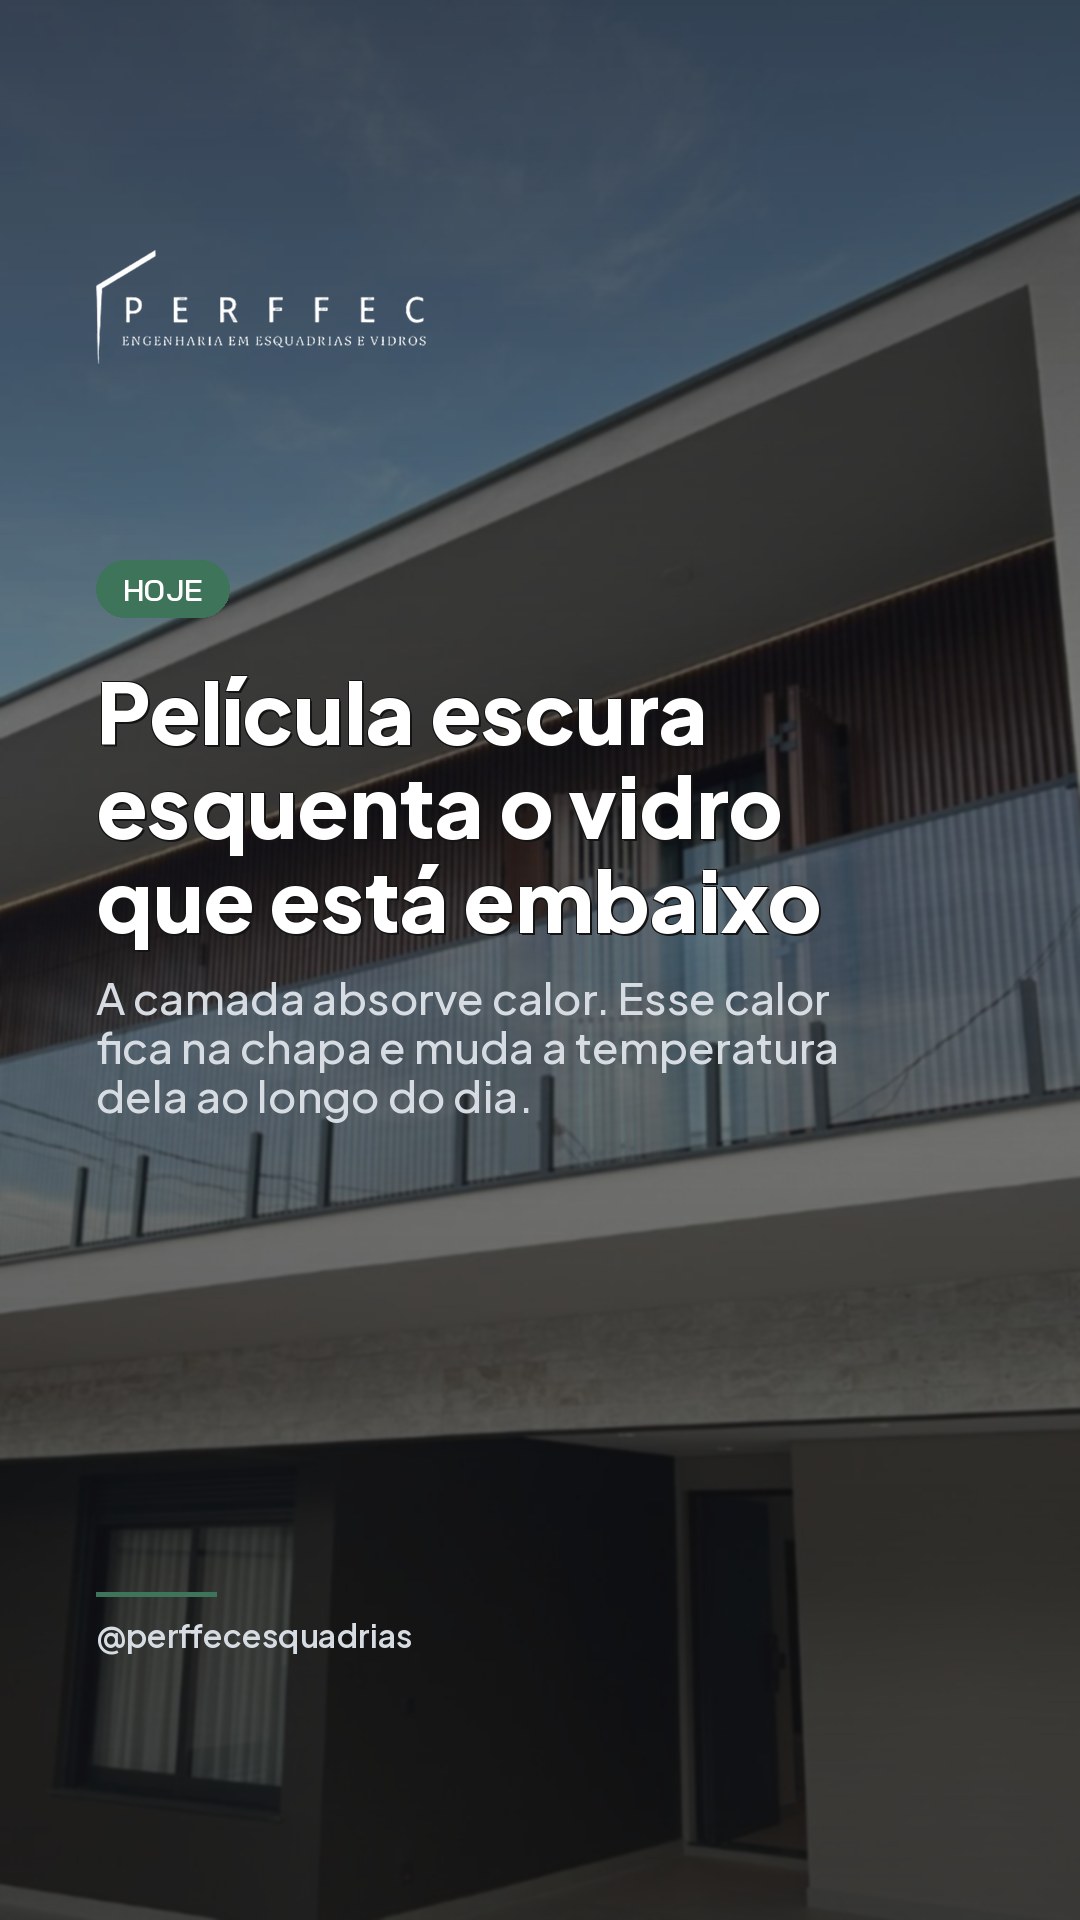 PERFFEC
ENGENHARIA EM ESQUADRIAS E VIDROS
HOJE
Película escura
esquenta o vidro
que está embaixo
A camada absorve calor. Esse calor
fica na chapa e muda a temperatura
dela ao longo do dia.
@perffecesquadrias